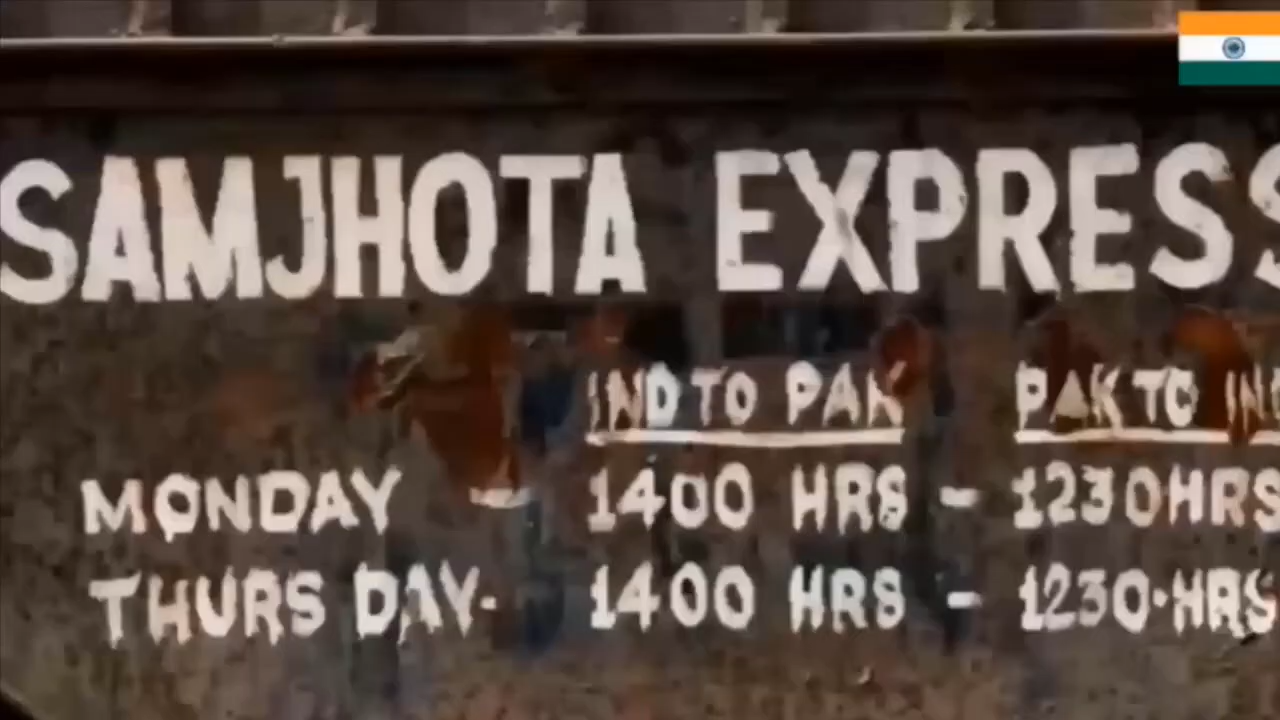 SAMJHOTA EXPRESS
IND TO PAK PAK TO IND
MONDAY - 1400 HRS - 1230HRS
THURS DAY- 1400 HRS - 1230·HRS